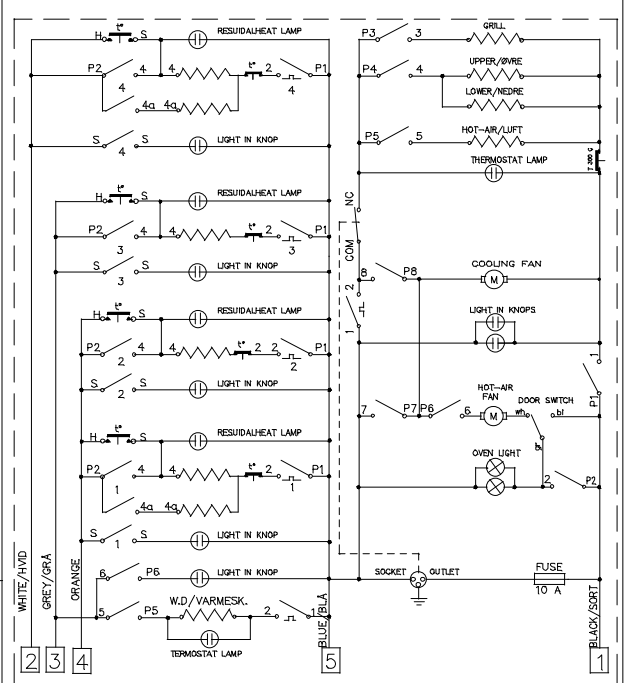 H t° S RESUIDALHEAT LAMP
P2 4 4 t° 2 P1
4 4
4a 4a
S S LIGHT IN KNOP
4
t°
H S RESUIDALHEAT LAMP
P2 4 t° 2 P1
3 3
S S LIGHT IN KNOP
3
t°
H S RESUIDALHEAT LAMP
P2 4 4 t° 2 2 P1
2 2
S S LIGHT IN KNOP
2
t°
H S RESUIDALHEAT LAMP
P2 4 4 t° 2 P1
1 1
4a 4a
S S LIGHT IN KNOP
1
6 P6 LIGHT IN KNOP
W.D/VARMESK.
5 P5 2 1
THERMOSTAT LAMP
WHITE/HVID
GREY/GRÅ
ORANGE
BLUE/BLÅ
2 3 4 5
GRILL
P3 3
UPPER/ØVRE
P4 4
LOWER/NEDRE
HOT-AIR/LUFT
P5 5
THERMOSTAT LAMP
T 300 G
NC
COM
COOLING FAN
8 P8 M
2
1
LIGHT IN KNOPS
1
P1
HOT-AIR
FAN
DOOR SWITCH
7 P7 P6 6 M wh bl
gr
OVEN LIGHT
2 P2
SOCKET OUTLET
FUSE
10 A
BLACK/SORT
1